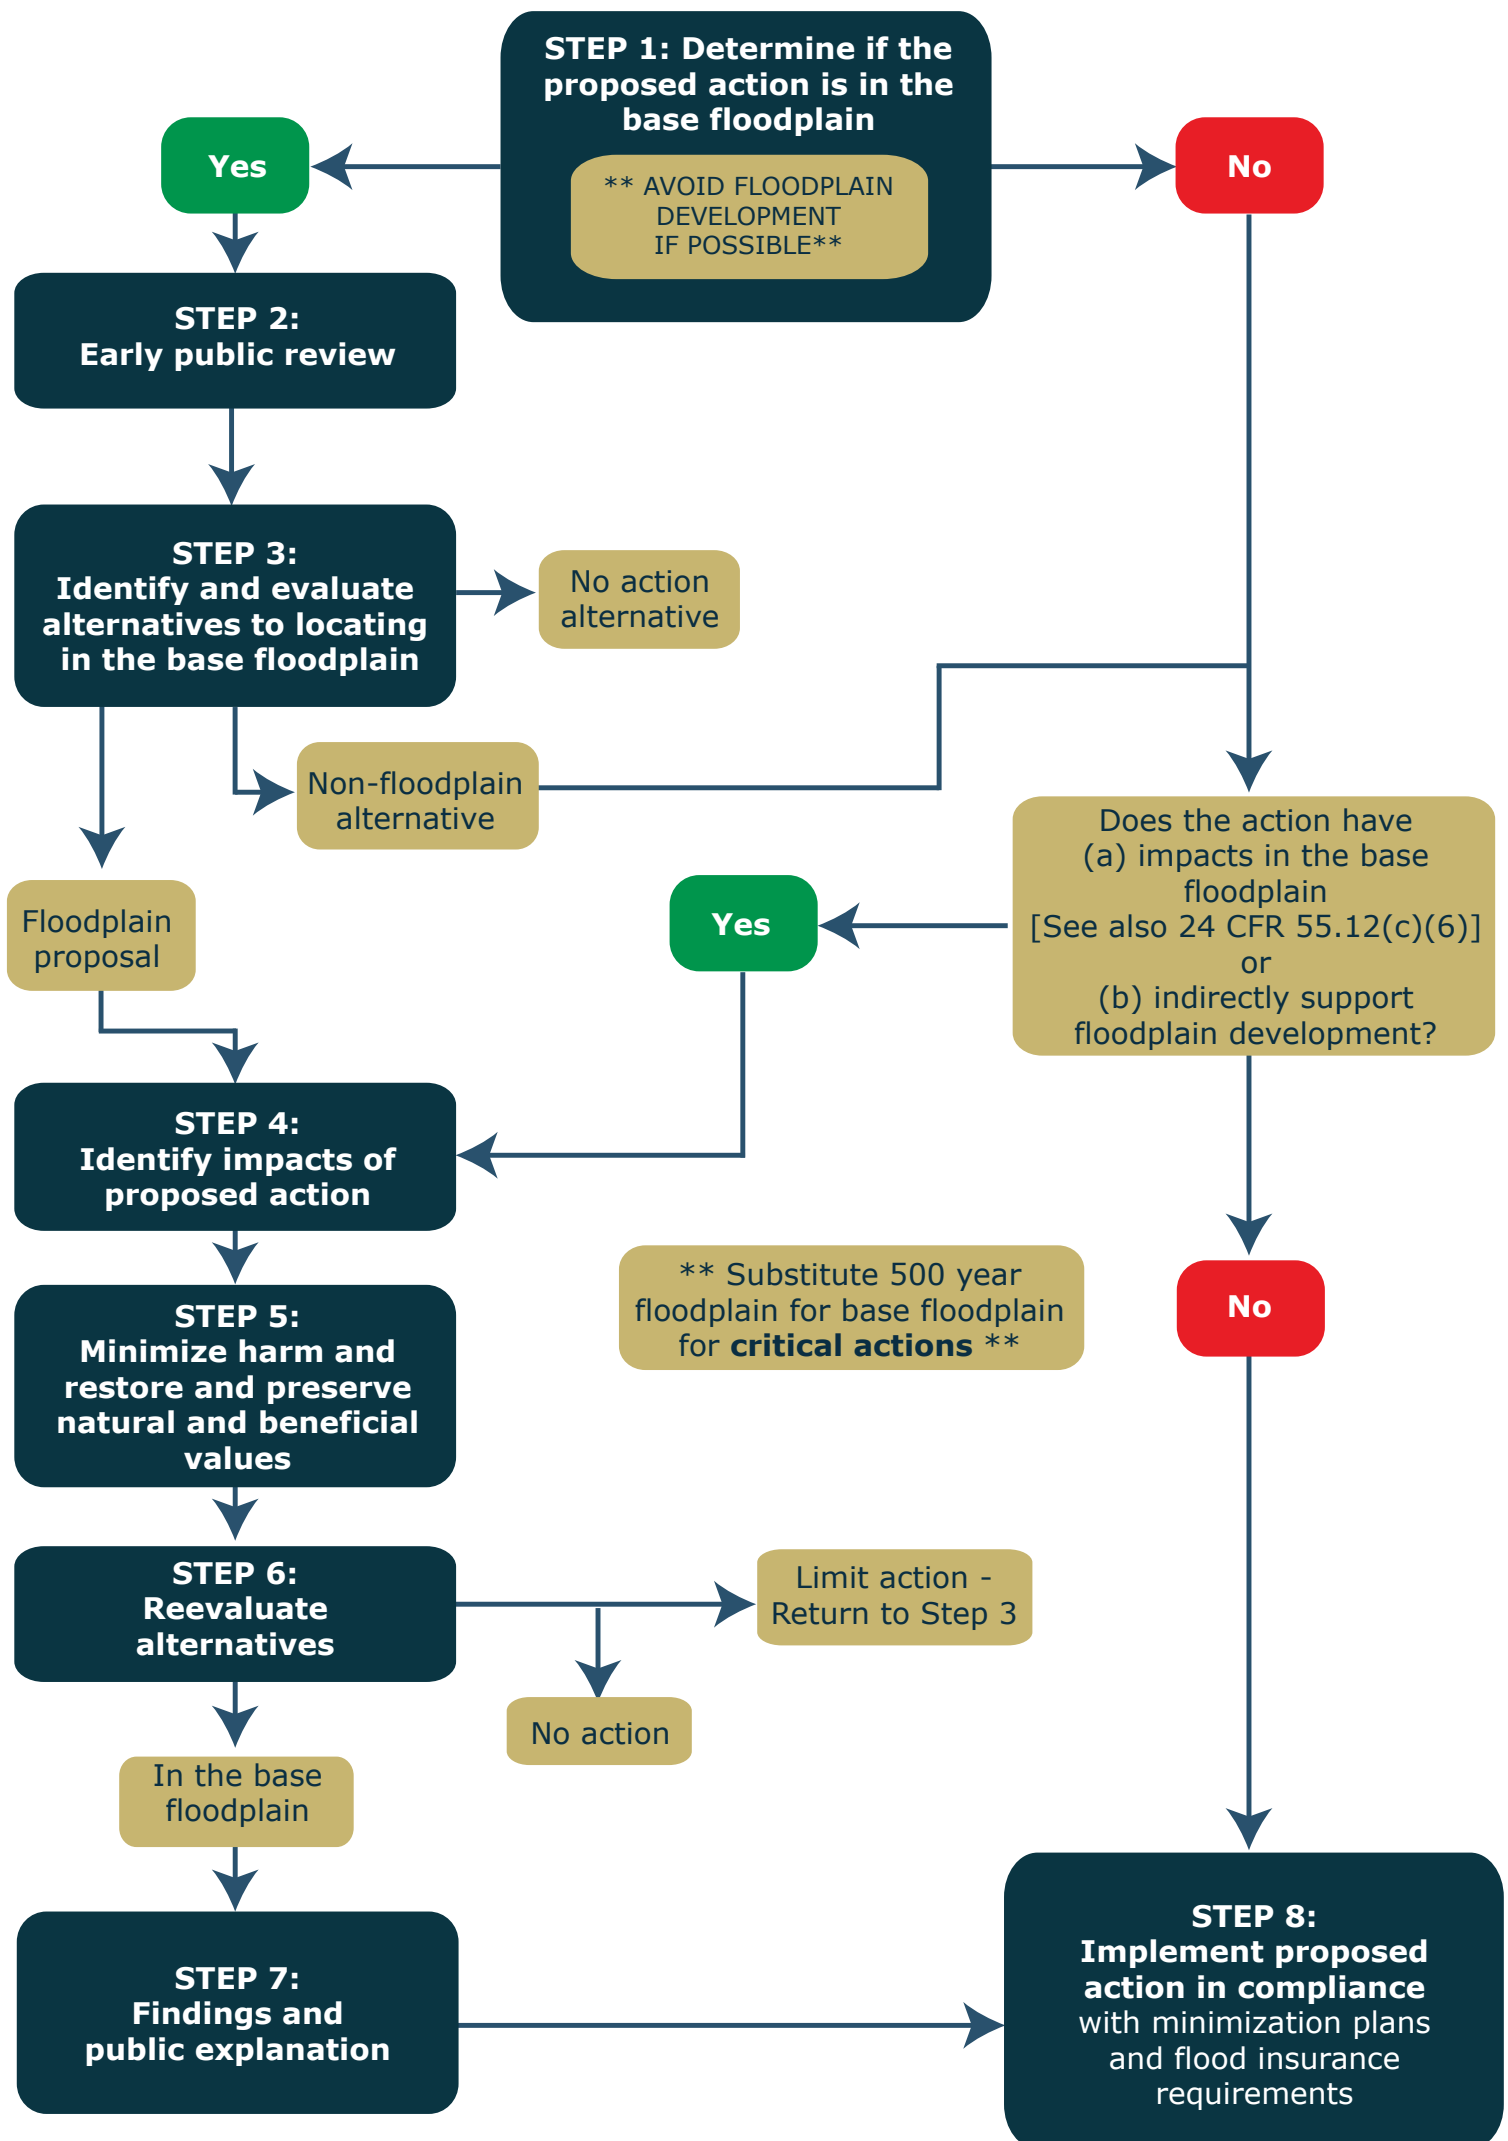 STEP 1: Determine if the
proposed action is in the
base floodplain
** AVOID FLOODPLAIN
DEVELOPMENT
IF POSSIBLE**
Yes
No
STEP 2:
Early public review
STEP 3:
Identify and evaluate
alternatives to locating
in the base floodplain
No action
alternative
Non-floodplain
alternative
Floodplain
proposal
Does the action have
(a) impacts in the base
floodplain
[See also 24 CFR 55.12(c)(6)]
or
(b) indirectly support
floodplain development?
Yes
STEP 4:
Identify impacts of
proposed action
** Substitute 500 year
floodplain for base floodplain
for critical actions **
No
STEP 5:
Minimize harm and
restore and preserve
natural and beneficial
values
STEP 6:
Reevaluate
alternatives
Limit action -
Return to Step 3
No action
In the base
floodplain
STEP 7:
Findings and
public explanation
STEP 8:
Implement proposed
action in compliance
with minimization plans
and flood insurance
requirements